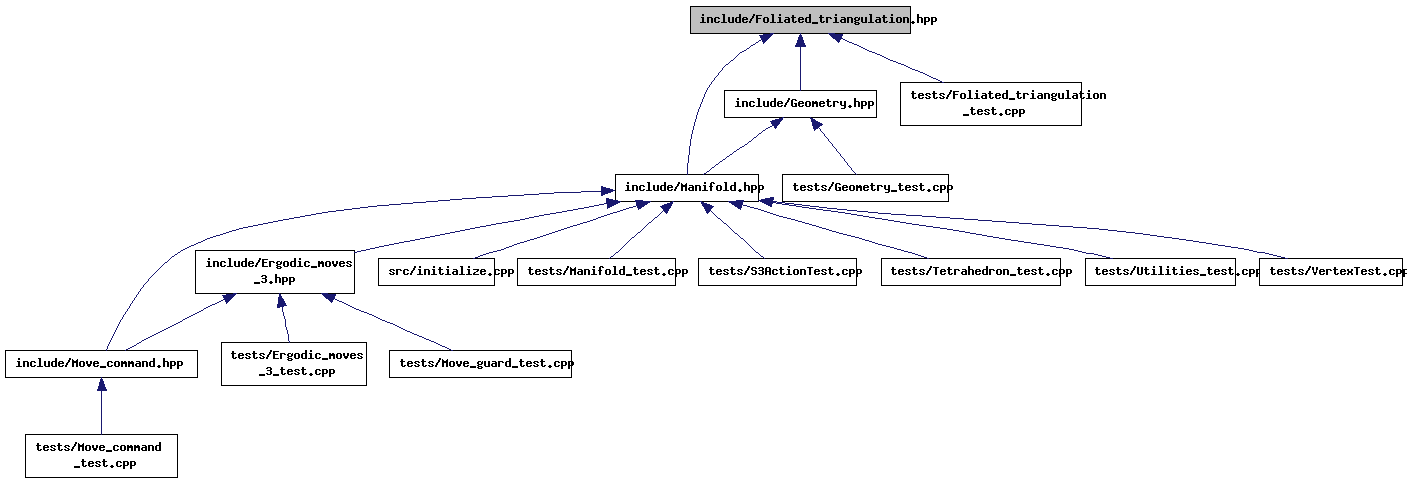 include/Foliated_triangulation.hpp
include/Geometry.hpp
tests/Foliated_triangulation
_test.cpp
include/Manifold.hpp
tests/Geometry_test.cpp
include/Ergodic_moves
_3.hpp
src/initialize.cpp
tests/Manifold_test.cpp
tests/S3ActionTest.cpp
tests/Tetrahedron_test.cpp
tests/Utilities_test.cpp
tests/VertexTest.cpp
include/Move_command.hpp
tests/Ergodic_moves
_3_test.cpp
tests/Move_guard_test.cpp
tests/Move_command
_test.cpp